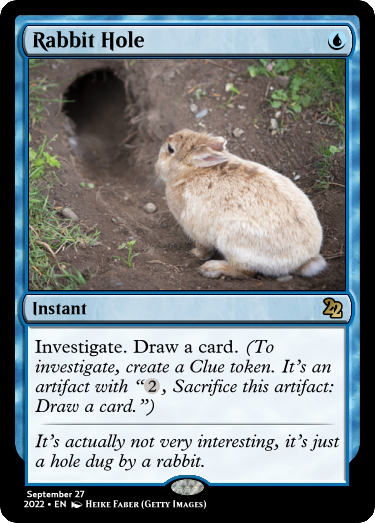 Rabbit Hole
Instant
22
Investigate. Draw a card. (To
investigate, create a Clue token. It's an
artifact with “2, Sacrifice this artifact:
Draw a card.”)
It's actually not very interesting, it's just
a hole dug by a rabbit.
September 27
2022 • EN Heike Faber (Getty Images)